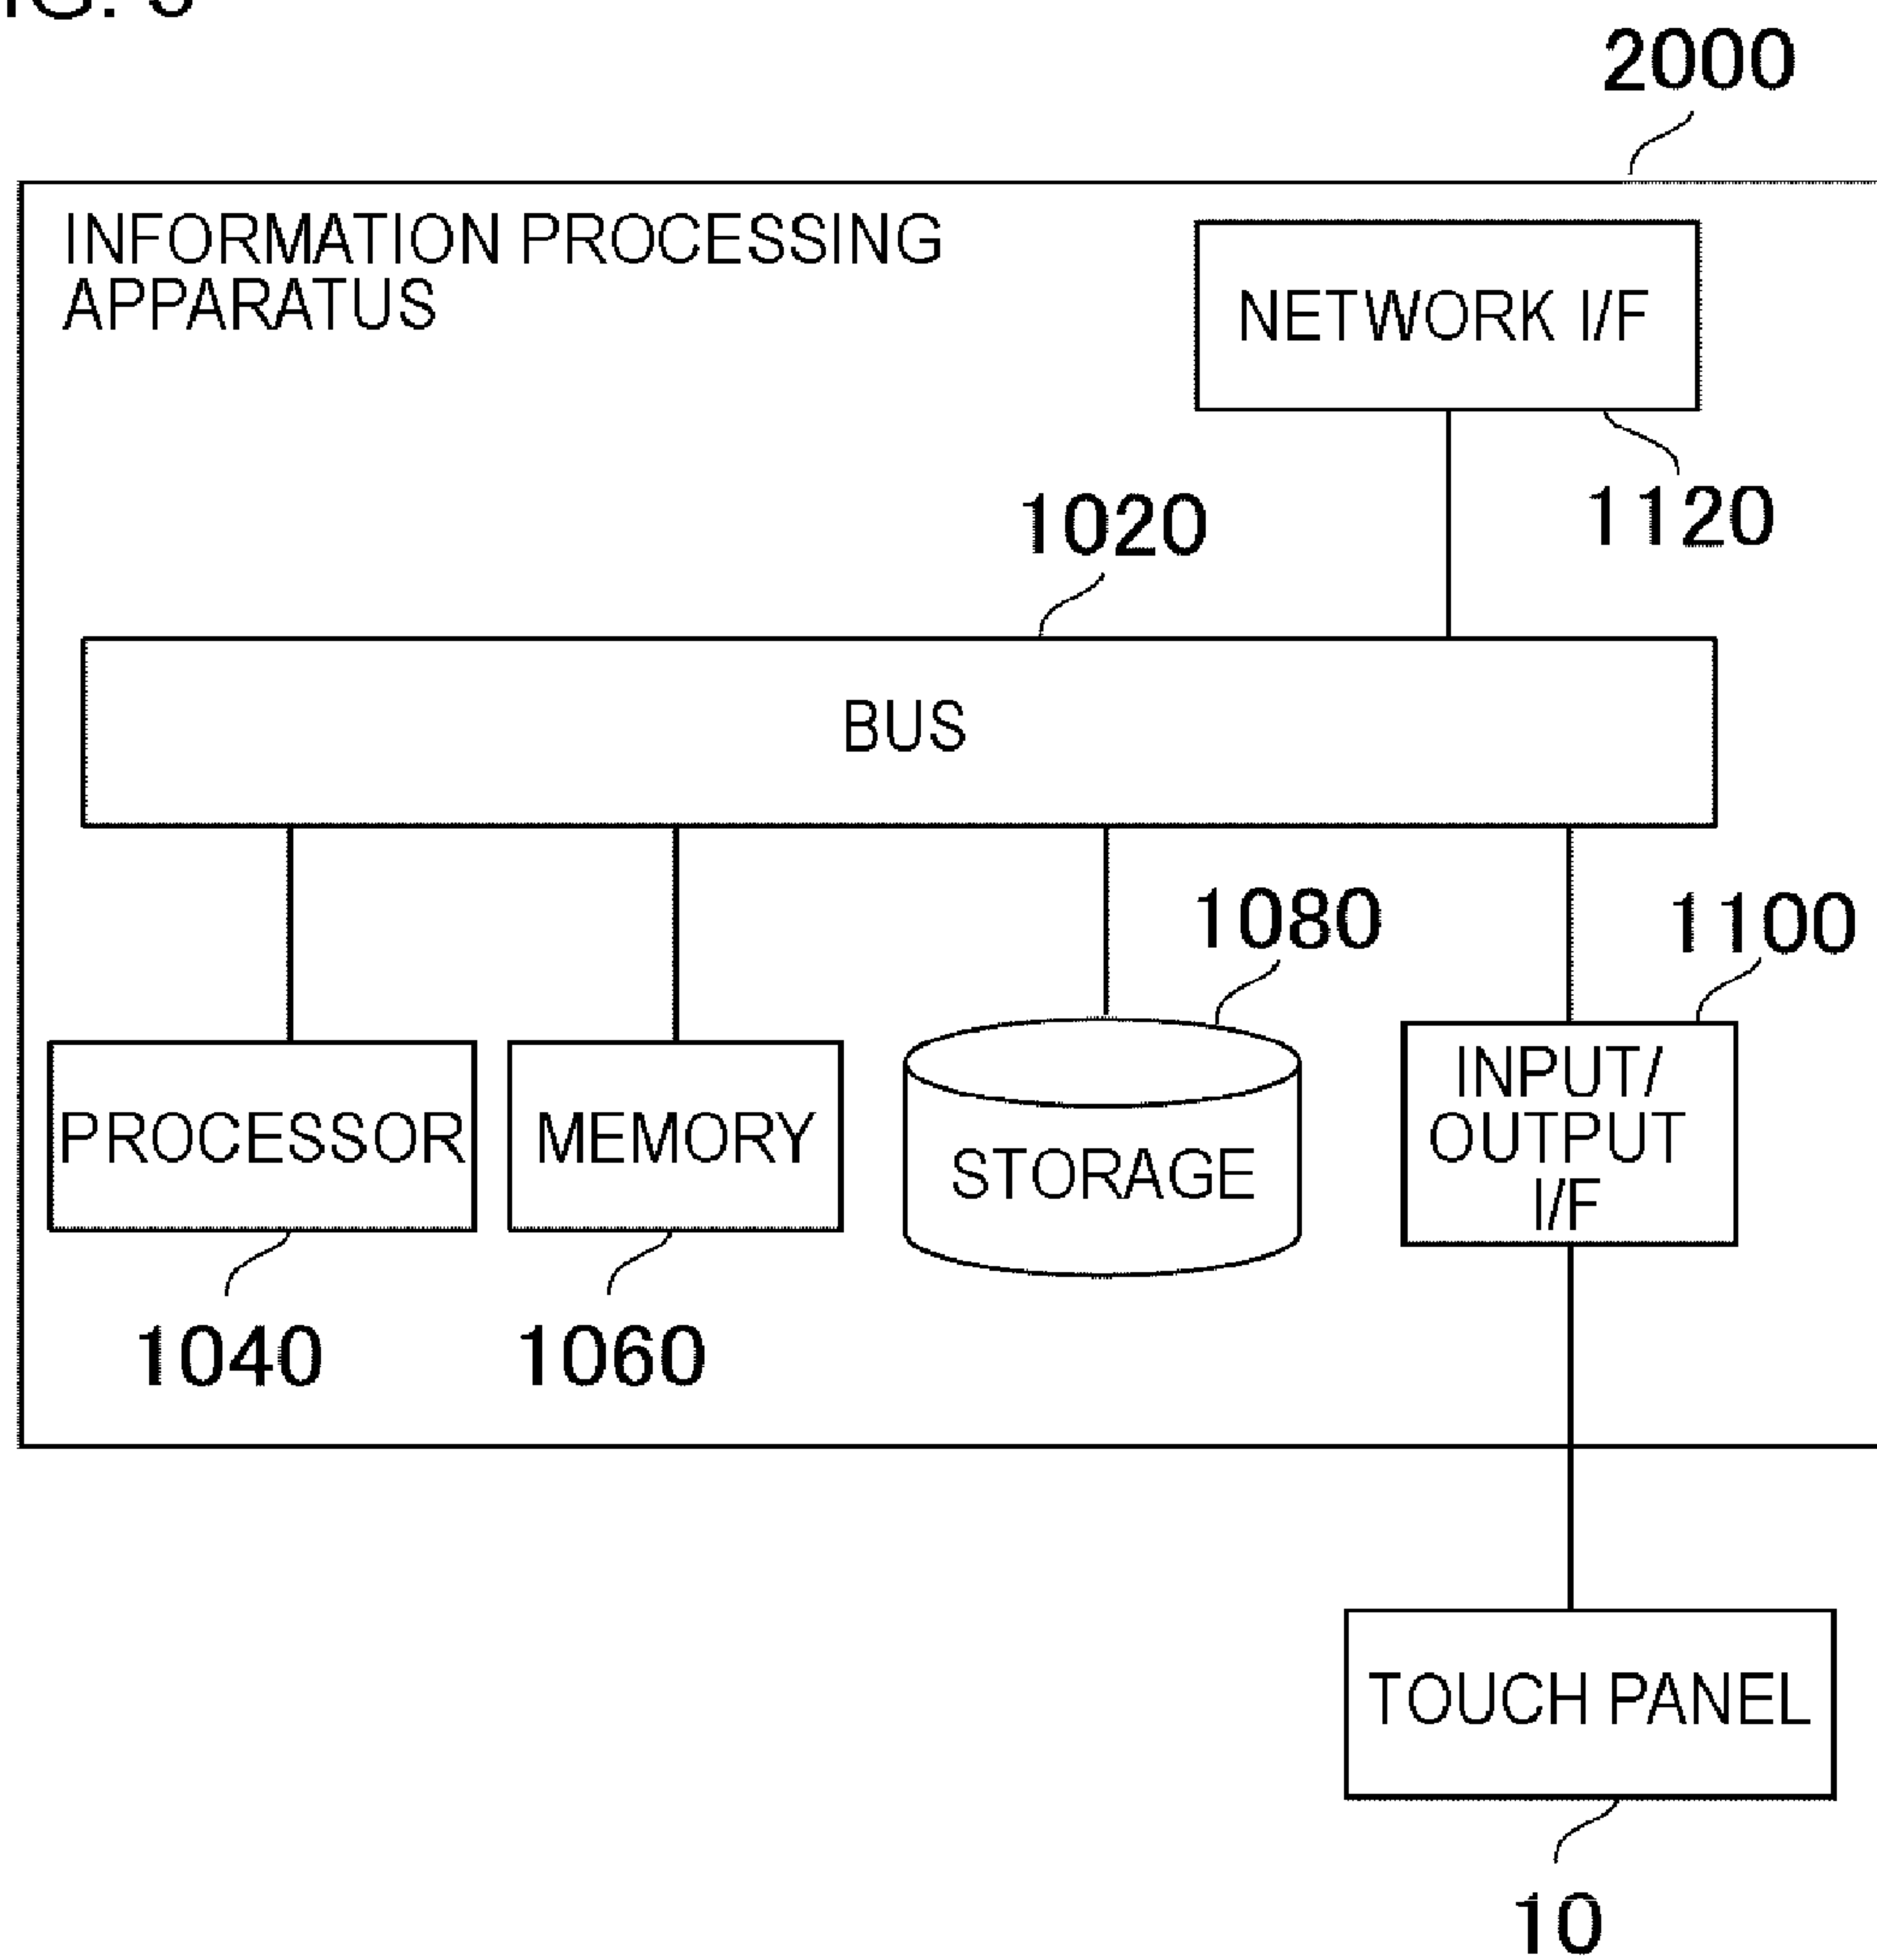 2000
INFORMATION PROCESSING
APPARATUS
NETWORK I/F
1120
1020
BUS
1080
1100
PROCESSOR
MEMORY
STORAGE
INPUT/
OUTPUT
I/F
1040
1060
TOUCH PANEL
10